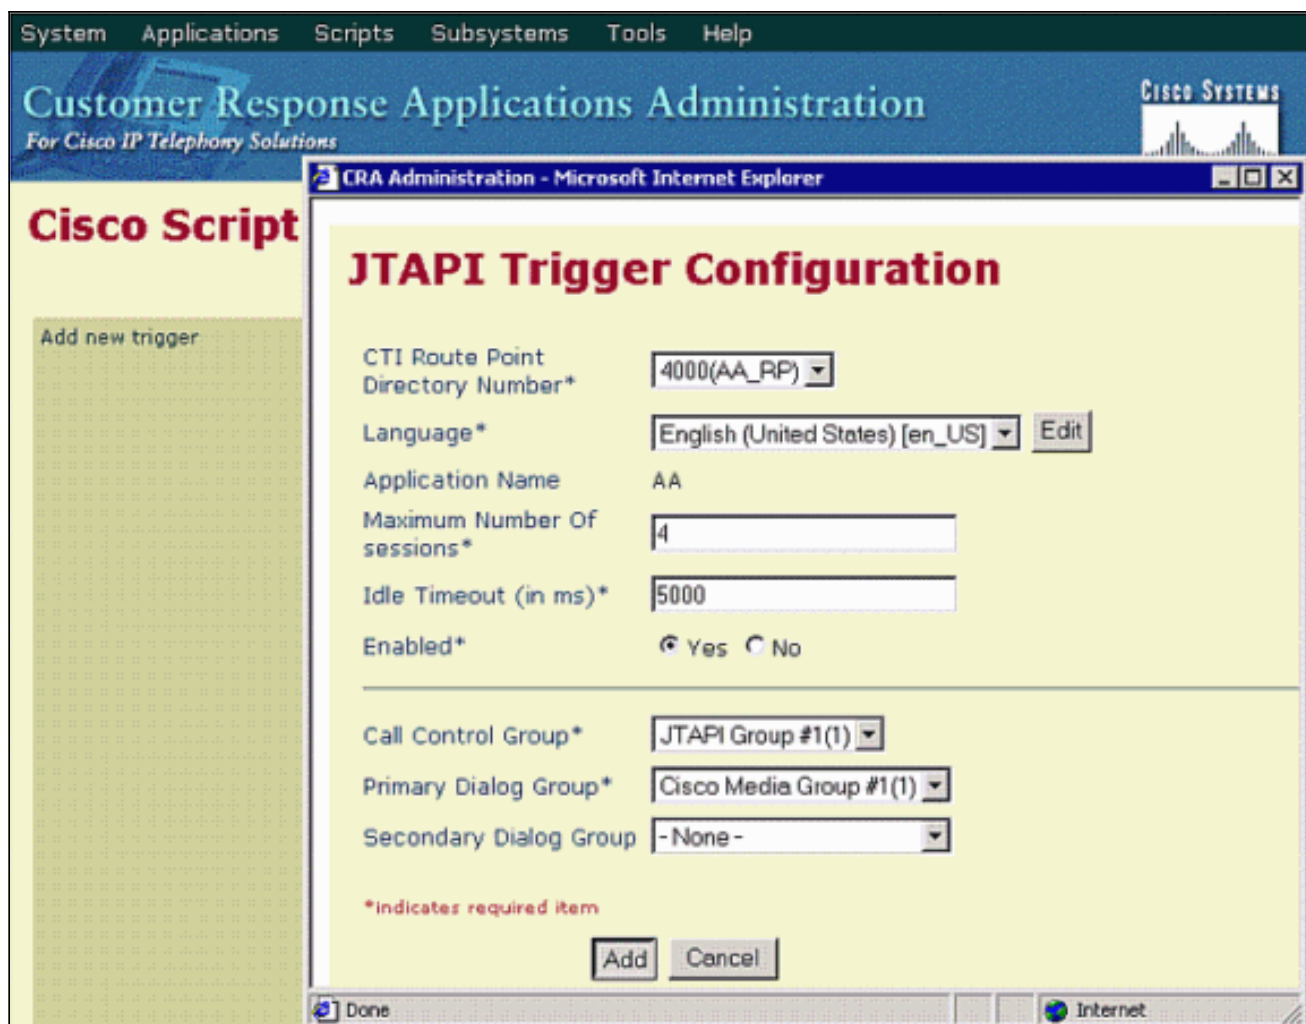 System Applications Scripts Subsystems Tools Help
Customer Response Applications Administration
For Cisco IP Telephony Solutions
CISCO SYSTEMS
CRA Administration - Microsoft Internet Explorer
Cisco Script
JTAPI Trigger Configuration
Add new trigger
CTI Route Point
Directory Number*
4000(AA_RP)
Language*
English (United States) [en_US]
Edit
Application Name
AA
Maximum Number Of
sessions*
4
Idle Timeout (in ms)*
5000
Enabled*
Yes No
Call Control Group*
JTAPI Group #1(1)
Primary Dialog Group*
Cisco Media Group #1(1)
Secondary Dialog Group
- None -
*indicates required item
Add Cancel
Done
Internet